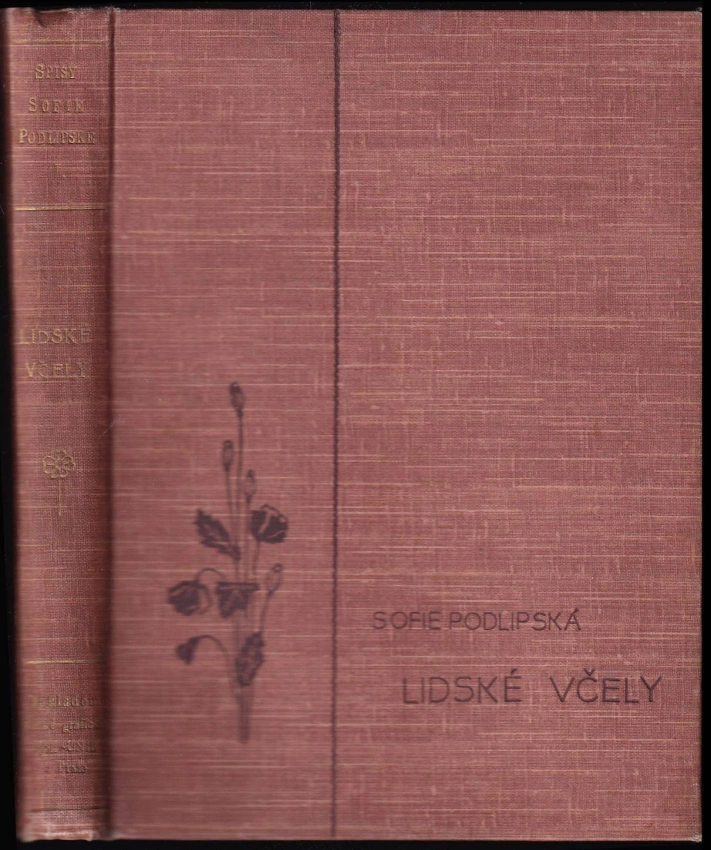 SPISY
SOFIE
PODLIPSKÉ
LIDSKÉ
VČELY
SOFIE PODLIPSKÁ
LIDSKÉ VČELY